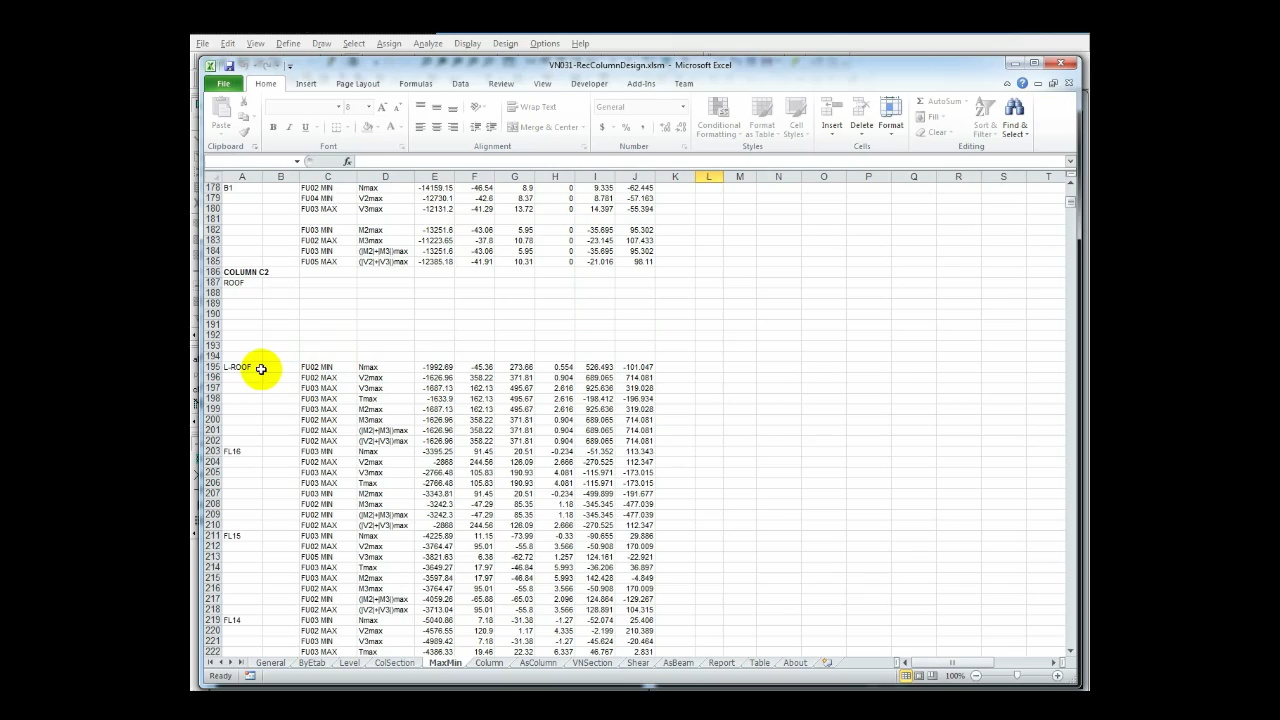 File Edit View Define Draw Select Assign Analyze Display Design Options Help
VN031-RecColumnDesign.xlsm - Microsoft Excel
File Home Insert Page Layout Formulas Data Review View Developer Add-Ins Team
8 Wrap Text General AutoSum
Fill
Paste B I U Merge & Center $ % , Conditional Formatting Format as Table Cell Styles Insert Delete Format Clear Sort & Filter Find & Select
Clipboard Font Alignment Number Styles Cells Editing
fx
A B C D E F G H I J K L M N O P Q R S T
178 B1 FU02 MIN Nmax -14159.15 -46.54 8.9 0 9.335 -62.445
179 FU04 MIN V2max -12730.1 -42.6 8.37 0 8.781 -57.163
180 FU03 MAX V3max -12131.2 -41.29 13.72 0 14.397 -55.394
181
182 FU03 MIN M2max -13251.6 -43.06 5.95 0 -35.695 95.302
183 FU02 MAX M3max -11223.65 -37.8 10.78 0 -23.145 107.433
184 FU03 MIN (|M2|+|M3|)max -13251.6 -43.06 5.95 0 -35.695 95.302
185 FU05 MAX (|V2|+|V3|)max -12385.18 -41.91 10.31 0 -21.016 98.11
186 COLUMN C2
187 ROOF
188
189
190
191
192
193
194
195 L-ROOF FU02 MIN Nmax -1992.69 -45.36 273.66 0.554 526.493 -101.047
196 FU02 MAX V2max -1626.96 358.22 371.81 0.904 689.065 714.081
197 FU03 MAX V3max -1687.13 162.13 495.67 2.616 925.636 319.028
198 FU03 MAX Tmax -1633.9 162.13 495.67 2.616 -198.412 -196.934
199 FU03 MAX M2max -1687.13 162.13 495.67 2.616 925.636 319.028
200 FU02 MAX M3max -1626.96 358.22 371.81 0.904 689.065 714.081
201 FU02 MAX (|M2|+|M3|)max -1626.96 358.22 371.81 0.904 689.065 714.081
202 FU02 MAX (|V2|+|V3|)max -1626.96 358.22 371.81 0.904 689.065 714.081
203 FL16 FU03 MIN Nmax -3395.25 91.45 20.51 -0.234 -51.352 113.343
204 FU02 MAX V2max -2868 244.56 126.09 2.666 -270.525 112.347
205 FU03 MAX V3max -2766.48 105.83 190.93 4.081 -115.971 -173.015
206 FU03 MAX Tmax -2766.48 105.83 190.93 4.081 -115.971 -173.015
207 FU03 MIN M2max -3343.81 91.45 20.51 -0.234 -499.899 -191.677
208 FU02 MIN M3max -3242.3 -47.29 85.35 1.18 -345.345 -477.039
209 FU02 MIN (|M2|+|M3|)max -3242.3 -47.29 85.35 1.18 -345.345 -477.039
210 FU02 MAX (|V2|+|V3|)max -2868 244.56 126.09 2.666 -270.525 112.347
211 FL15 FU03 MIN Nmax -4225.89 11.15 -73.99 -0.33 -90.655 29.886
212 FU02 MAX V2max -3764.47 95.01 -55.8 3.566 -50.908 170.009
213 FU05 MIN V3max -3821.63 6.38 -62.72 1.257 124.161 -22.921
214 FU03 MAX Tmax -3649.27 17.97 -46.84 5.993 -36.236 36.897
215 FU03 MAX M2max -3597.84 17.97 -46.84 5.993 142.428 -4.849
216 FU02 MAX M3max -3764.47 95.01 -55.8 3.566 -50.908 170.009
217 FU02 MIN (|M2|+|M3|)max -4059.26 -65.88 -65.03 2.096 124.864 -129.267
218 FU02 MAX (|V2|+|V3|)max -3713.04 95.01 -55.8 3.566 128.891 104.315
219 FL14 FU03 MIN Nmax -5040.86 7.18 -31.38 -1.27 -52.074 25.406
220 FU02 MAX V2max -4576.55 120.9 1.17 4.335 -2.199 210.389
221 FU03 MIN V3max -4989.42 7.18 -31.38 -1.27 -45.624 -20.464
222 FU03 MAX Tmax -4386.33 19.46 22.22 6.337 46.767 2.831
General ByEtab Level ColSection MaxMin Column AsColumn VNSection Shear AsBeam Report Table About
Ready 100%